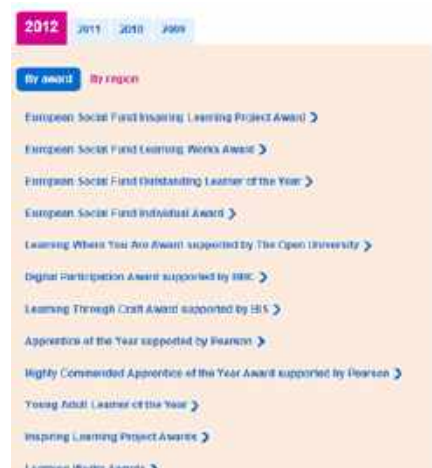 2012 2011 2010 2009
By award By region
European Social Fund Inspiring Learning Project Award
European Social Fund Learning Works Award
European Social Fund Outstanding Learner of the Year
European Social Fund Individual Award
Learning Where You Are Award supported by The Open University
Digital Participation Award supported by BBC
Learning Through Craft Award supported by BIS
Apprentice of the Year supported by Pearson
Highly Commended Apprentice of the Year Award supported by Pearson
Young Adult Learner of the Year
Inspiring Learning Project Awards
Learning Works Awards